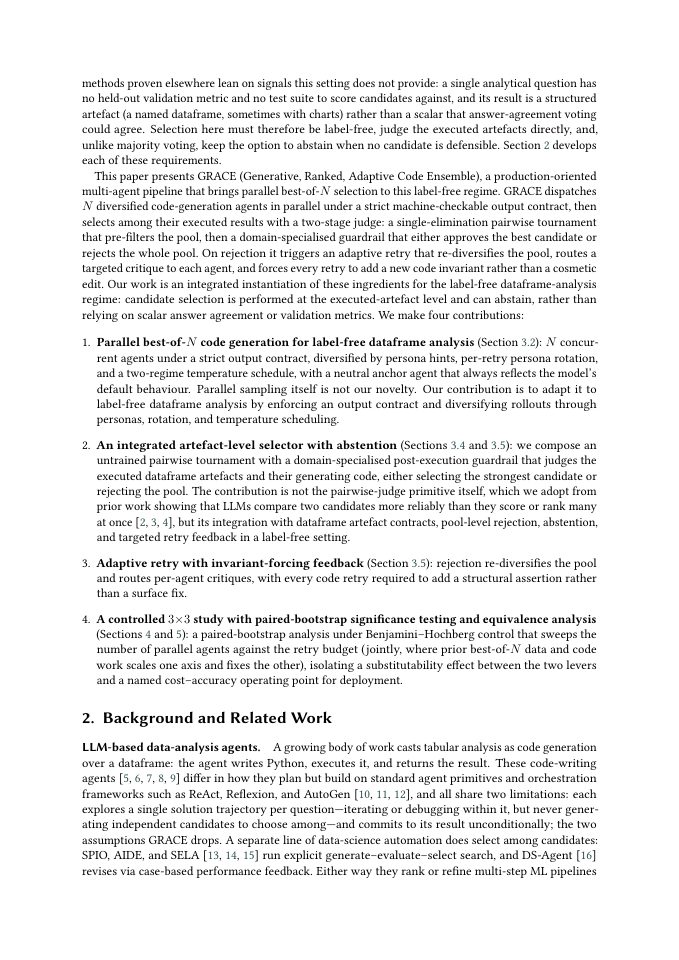 methods proven elsewhere lean on signals this setting does not provide: a single analytical question has
no held-out validation metric and no test suite to score candidates against, and its result is a structured
artefact (a named dataframe, sometimes with charts) rather than a scalar that answer-agreement voting
could agree. Selection here must therefore be label-free, judge the executed artefacts directly, and,
unlike majority voting, keep the option to abstain when no candidate is defensible. Section 2 develops
each of these requirements.
This paper presents GRACE (Generative, Ranked, Adaptive Code Ensemble), a production-oriented
multi-agent pipeline that brings parallel best-of-N selection to this label-free regime. GRACE dispatches
N diversified code-generation agents in parallel under a strict machine-checkable output contract, then
selects among their executed results with a two-stage judge: a single-elimination pairwise tournament
that pre-filters the pool, then a domain-specialised guardrail that either approves the best candidate or
rejects the whole pool. On rejection it triggers an adaptive retry that re-diversifies the pool, routes a
targeted critique to each agent, and forces every retry to add a new code invariant rather than a cosmetic
edit. Our work is an integrated instantiation of these ingredients for the label-free dataframe-analysis
regime: candidate selection is performed at the executed-artefact level and can abstain, rather than
relying on scalar answer agreement or validation metrics. We make four contributions:
1. Parallel best-of-N code generation for label-free dataframe analysis (Section 3.2): N concur-
rent agents under a strict output contract, diversified by persona hints, per-retry persona rotation,
and a two-regime temperature schedule, with a neutral anchor agent that always reflects the model's
default behaviour. Parallel sampling itself is not our novelty. Our contribution is to adapt it to
label-free dataframe analysis by enforcing an output contract and diversifying rollouts through
personas, rotation, and temperature scheduling.
2. An integrated artefact-level selector with abstention (Sections 3.4 and 3.5): we compose an
untrained pairwise tournament with a domain-specialised post-execution guardrail that judges the
executed dataframe artefacts and their generating code, either selecting the strongest candidate or
rejecting the pool. The contribution is not the pairwise-judge primitive itself, which we adopt from
prior work showing that LLMs compare two candidates more reliably than they score or rank many
at once [2, 3, 4], but its integration with dataframe artefact contracts, pool-level rejection, abstention,
and targeted retry feedback in a label-free setting.
3. Adaptive retry with invariant-forcing feedback (Section 3.5): rejection re-diversifies the pool
and routes per-agent critiques, with every code retry required to add a structural assertion rather
than a surface fix.
4. A controlled 3×3 study with paired-bootstrap significance testing and equivalence analysis
(Sections 4 and 5): a paired-bootstrap analysis under Benjamini–Hochberg control that sweeps the
number of parallel agents against the retry budget (jointly, where prior best-of-N data and code
work scales one axis and fixes the other), isolating a substitutability effect between the two levers
and a named cost–accuracy operating point for deployment.
2. Background and Related Work
LLM-based data-analysis agents. A growing body of work casts tabular analysis as code generation
over a dataframe: the agent writes Python, executes it, and returns the result. These code-writing
agents [5, 6, 7, 8, 9] differ in how they plan but build on standard agent primitives and orchestration
frameworks such as ReAct, Reflexion, and AutoGen [10, 11, 12], and all share two limitations: each
explores a single solution trajectory per question—iterating or debugging within it, but never gener-
ating independent candidates to choose among—and commits to its result unconditionally; the two
assumptions GRACE drops. A separate line of data-science automation does select among candidates:
SPIO, AIDE, and SELA [13, 14, 15] run explicit generate–evaluate–select search, and DS-Agent [16]
revises via case-based performance feedback. Either way they rank or refine multi-step ML pipelines